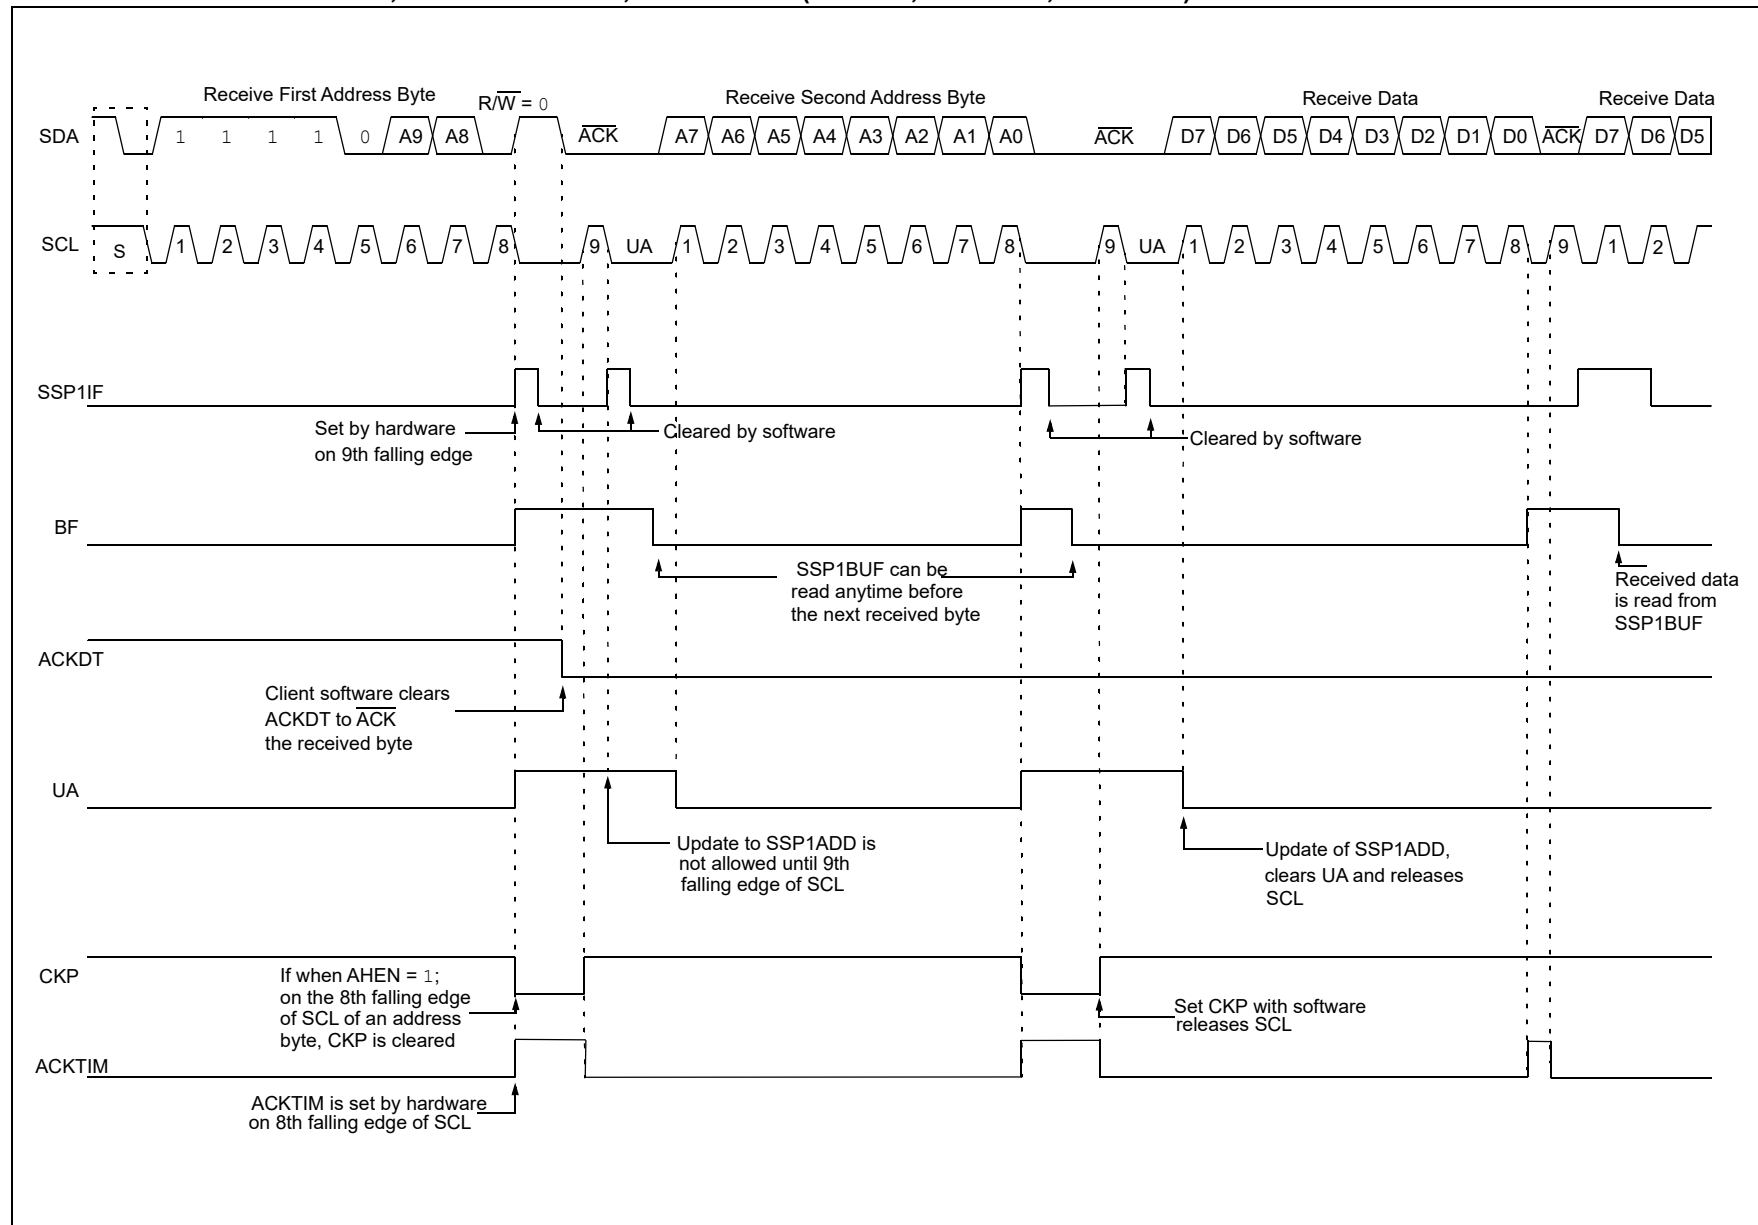 Receive First Address Byte
R/W = 0
Receive Second Address Byte
Receive Data
Receive Data
SDA
1 1 1 1 0 A9 A8
ACK
A7 A6 A5 A4 A3 A2 A1 A0
ACK
D7 D6 D5 D4 D3 D2 D1 D0
ACK
D7 D6 D5
SCL
S
1 2 3 4 5 6 7 8 9 UA 1 2 3 4 5 6 7 8 9 UA 1 2 3 4 5 6 7 8 9 1 2
SSP1IF
Set by hardware
on 9th falling edge
Cleared by software
Cleared by software
BF
SSP1BUF can be
read anytime before
the next received byte
Received data
is read from
SSP1BUF
ACKDT
Client software clears
ACKDT to ACK
the received byte
UA
Update to SSP1ADD is
not allowed until 9th
falling edge of SCL
Update of SSP1ADD,
clears UA and releases
SCL
CKP
If when AHEN = 1;
on the 8th falling edge
of SCL of an address
byte, CKP is cleared
Set CKP with software
releases SCL
ACKTIM
ACKTIM is set by hardware
on 8th falling edge of SCL